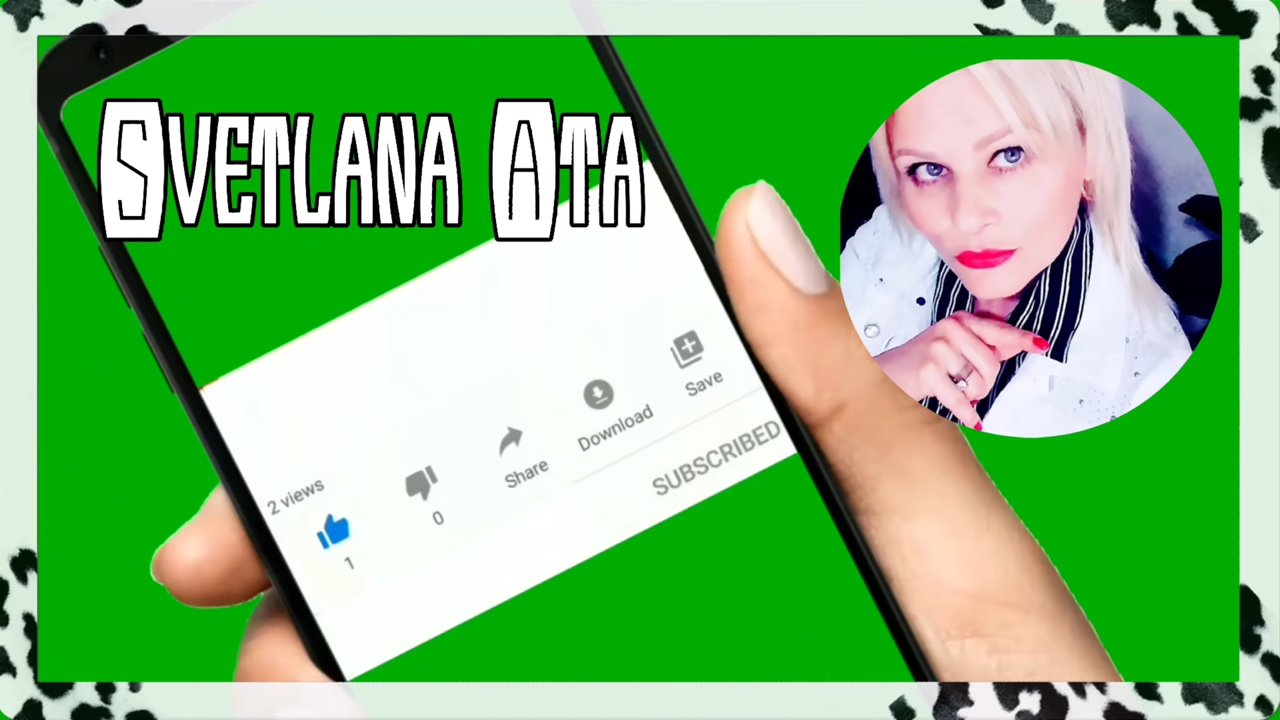 Svetlana Ata
2 views
1
0
Share
Download
Save
SUBSCRIBED